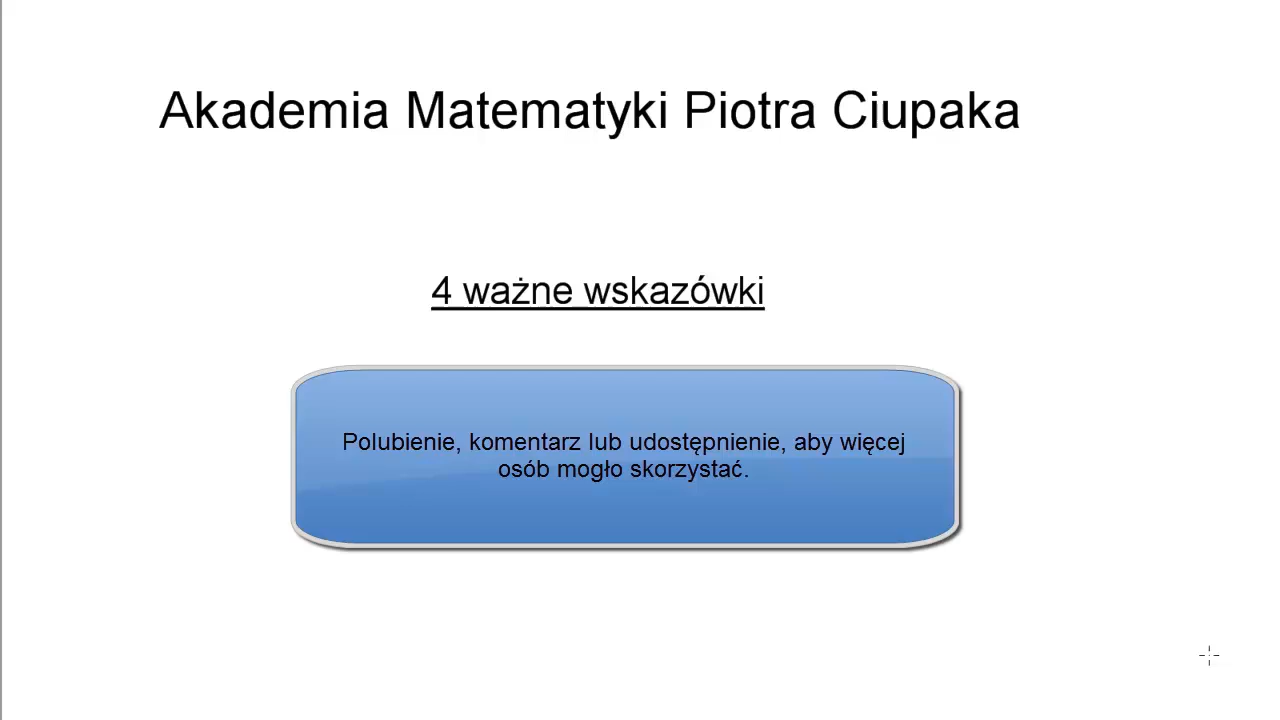 Akademia Matematyki Piotra Ciupaka
4 ważne wskazówki
Polubienie, komentarz lub udostępnienie, aby więcej
osób mogło skorzystać.